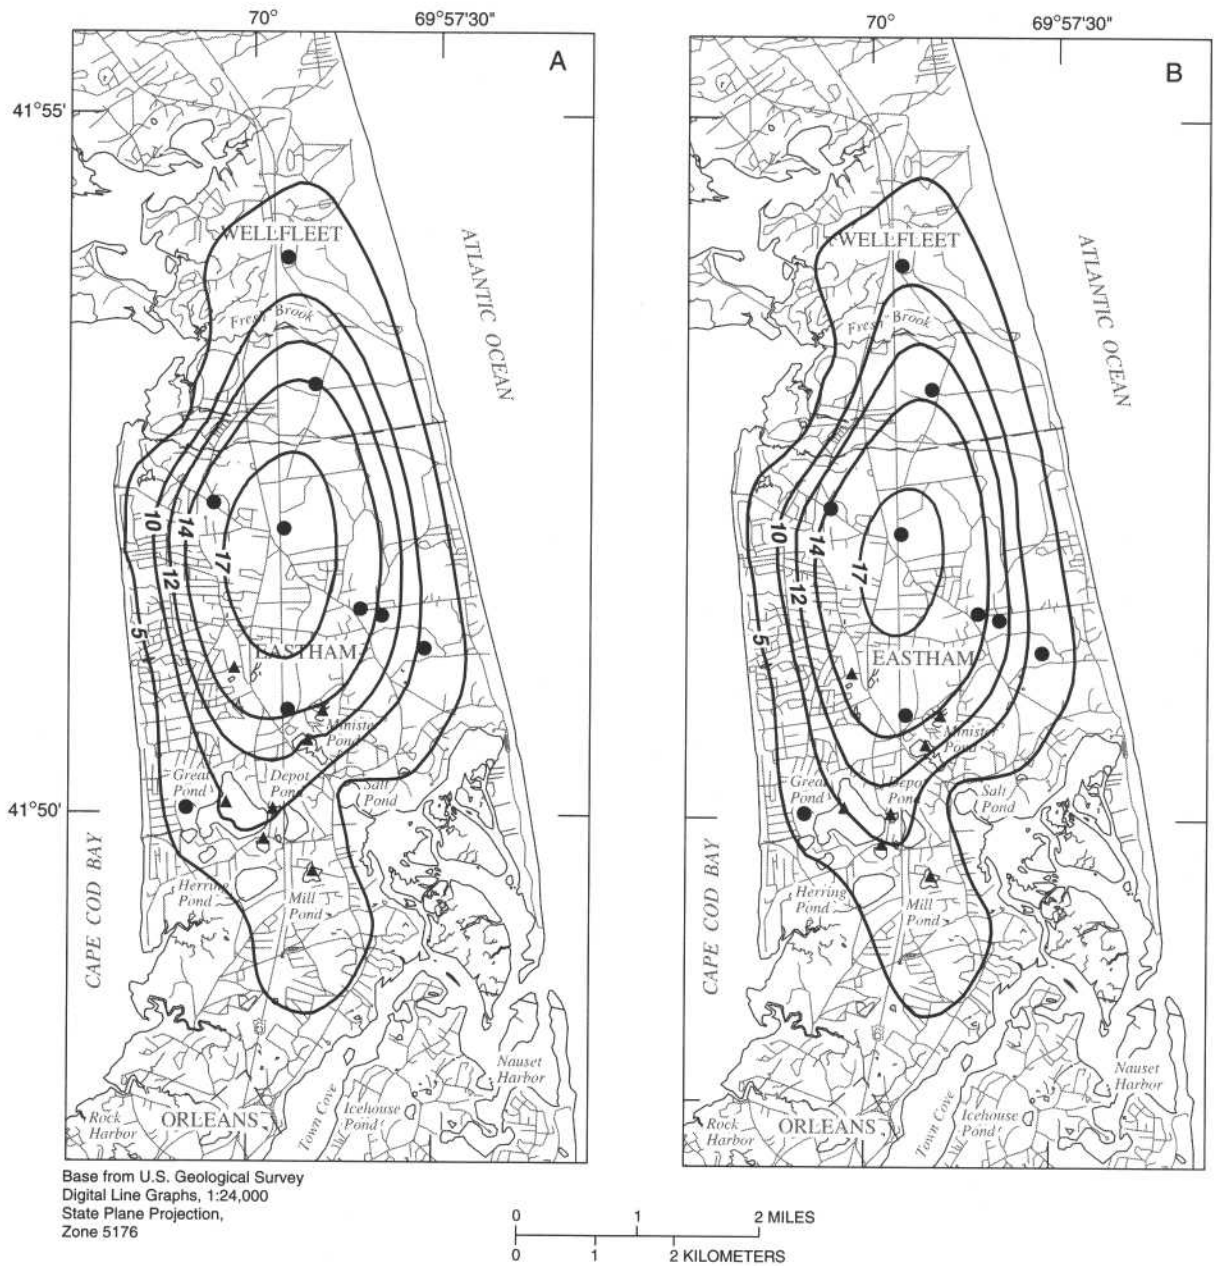 70°
69°57'30"
A
41°55'
WELLFLEET
Fresh Brook
ATLANTIC OCEAN
10
14
17
12
5
EASTHAM
Minister
Pond
Great
Pond
Depot
Pond
Salt
Pond
41°50'
CAPE COD BAY
Herring
Pond
Mill
Pond
Nauset
Harbor
Town Cove
Icehouse
Pond
ORLEANS
Rock
Harbor
70°
69°57'30"
B
WELLFLEET
Fresh Brook
ATLANTIC OCEAN
10
14
17
12
5
EASTHAM
Minister
Pond
Great
Pond
Depot
Pond
Salt
Pond
CAPE COD BAY
Herring
Pond
Mill
Pond
Nauset
Harbor
Town Cove
Icehouse
Pond
ORLEANS
Rock
Harbor
Base from U.S. Geological Survey
Digital Line Graphs, 1:24,000
State Plane Projection,
Zone 5176
0 1 2 MILES
0 1 2 KILOMETERS